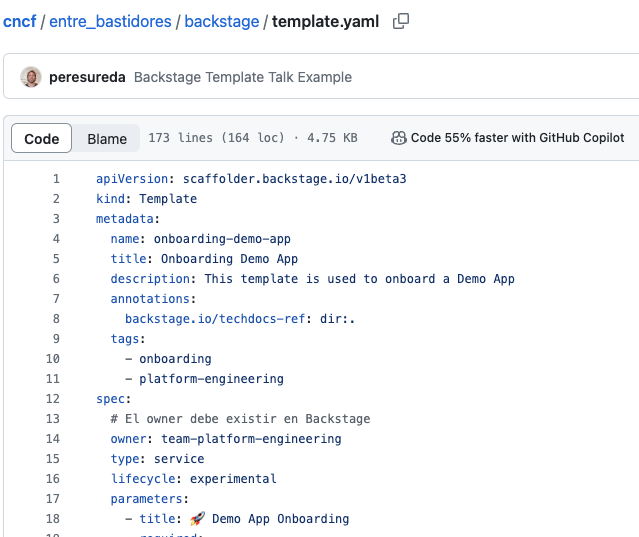 cncf / entre_bastidores / backstage / template.yaml
peresureda Backstage Template Talk Example
Code Blame 173 lines (164 loc) · 4.75 KB Code 55% faster with GitHub Copilot
1 apiVersion: scaffolder.backstage.io/v1beta3
2 kind: Template
3 metadata:
4 name: onboarding-demo-app
5 title: Onboarding Demo App
6 description: This template is used to onboard a Demo App
7 annotations:
8 backstage.io/techdocs-ref: dir:.
9 tags:
10 - onboarding
11 - platform-engineering
12 spec:
13 # El owner debe existir en Backstage
14 owner: team-platform-engineering
15 type: service
16 lifecycle: experimental
17 parameters:
18 - title: 🚀 Demo App Onboarding